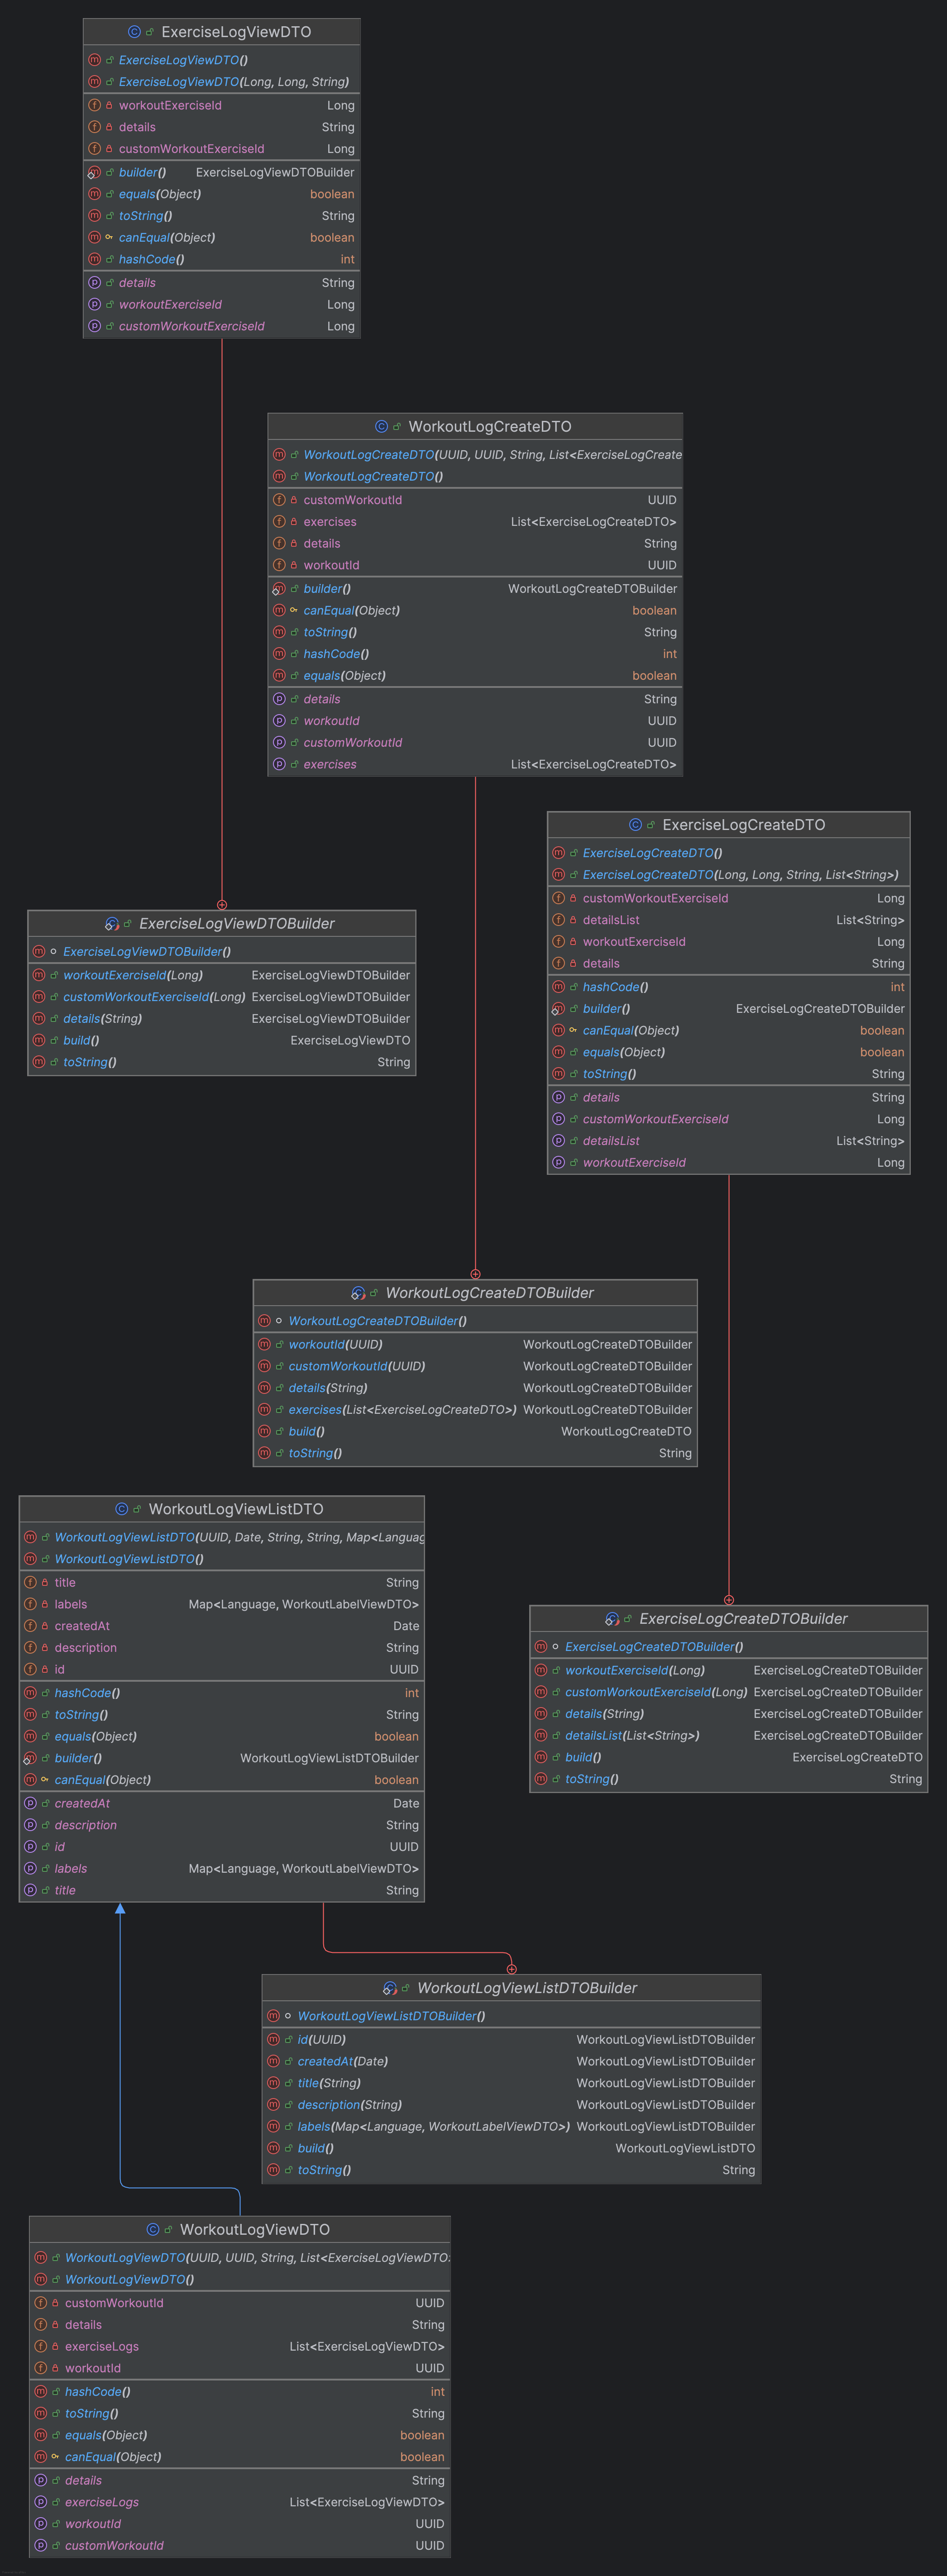 ExerciseLogViewDTO
ExerciseLogViewDTO()
ExerciseLogViewDTO(Long, Long, String)
workoutExerciseId Long
details String
customWorkoutExerciseId Long
builder() ExerciseLogViewDTOBuilder
equals(Object) boolean
toString() String
canEqual(Object) boolean
hashCode() int
details String
workoutExerciseId Long
customWorkoutExerciseId Long
WorkoutLogCreateDTO
WorkoutLogCreateDTO(UUID, UUID, String, List<ExerciseLogCreate
WorkoutLogCreateDTO()
customWorkoutId UUID
exercises List<ExerciseLogCreateDTO>
details String
workoutId UUID
builder() WorkoutLogCreateDTOBuilder
canEqual(Object) boolean
toString() String
hashCode() int
equals(Object) boolean
details String
workoutId UUID
customWorkoutId UUID
exercises List<ExerciseLogCreateDTO>
ExerciseLogCreateDTO
ExerciseLogCreateDTO()
ExerciseLogCreateDTO(Long, Long, String, List<String>)
customWorkoutExerciseId Long
detailsList List<String>
workoutExerciseId Long
details String
hashCode() int
builder() ExerciseLogCreateDTOBuilder
canEqual(Object) boolean
equals(Object) boolean
toString() String
details String
customWorkoutExerciseId Long
detailsList List<String>
workoutExerciseId Long
ExerciseLogViewDTOBuilder
ExerciseLogViewDTOBuilder()
workoutExerciseId(Long) ExerciseLogViewDTOBuilder
customWorkoutExerciseId(Long) ExerciseLogViewDTOBuilder
details(String) ExerciseLogViewDTOBuilder
build() ExerciseLogViewDTO
toString() String
WorkoutLogCreateDTOBuilder
WorkoutLogCreateDTOBuilder()
workoutId(UUID) WorkoutLogCreateDTOBuilder
customWorkoutId(UUID) WorkoutLogCreateDTOBuilder
details(String) WorkoutLogCreateDTOBuilder
exercises(List<ExerciseLogCreateDTO>) WorkoutLogCreateDTOBuilder
build() WorkoutLogCreateDTO
toString() String
WorkoutLogViewListDTO
WorkoutLogViewListDTO(UUID, Date, String, String, Map<Languag
WorkoutLogViewListDTO()
title String
labels Map<Language, WorkoutLabelViewDTO>
createdAt Date
description String
id UUID
hashCode() int
toString() String
equals(Object) boolean
builder() WorkoutLogViewListDTOBuilder
canEqual(Object) boolean
createdAt Date
description String
id UUID
labels Map<Language, WorkoutLabelViewDTO>
title String
ExerciseLogCreateDTOBuilder
ExerciseLogCreateDTOBuilder()
workoutExerciseId(Long) ExerciseLogCreateDTOBuilder
customWorkoutExerciseId(Long) ExerciseLogCreateDTOBuilder
details(String) ExerciseLogCreateDTOBuilder
detailsList(List<String>) ExerciseLogCreateDTOBuilder
build() ExerciseLogCreateDTO
toString() String
WorkoutLogViewListDTOBuilder
WorkoutLogViewListDTOBuilder()
id(UUID) WorkoutLogViewListDTOBuilder
createdAt(Date) WorkoutLogViewListDTOBuilder
title(String) WorkoutLogViewListDTOBuilder
description(String) WorkoutLogViewListDTOBuilder
labels(Map<Language, WorkoutLabelViewDTO>) WorkoutLogViewListDTOBuilder
build() WorkoutLogViewListDTO
toString() String
WorkoutLogViewDTO
WorkoutLogViewDTO(UUID, UUID, String, List<ExerciseLogViewDTO
WorkoutLogViewDTO()
customWorkoutId UUID
details String
exerciseLogs List<ExerciseLogViewDTO>
workoutId UUID
hashCode() int
toString() String
equals(Object) boolean
canEqual(Object) boolean
details String
exerciseLogs List<ExerciseLogViewDTO>
workoutId UUID
customWorkoutId UUID